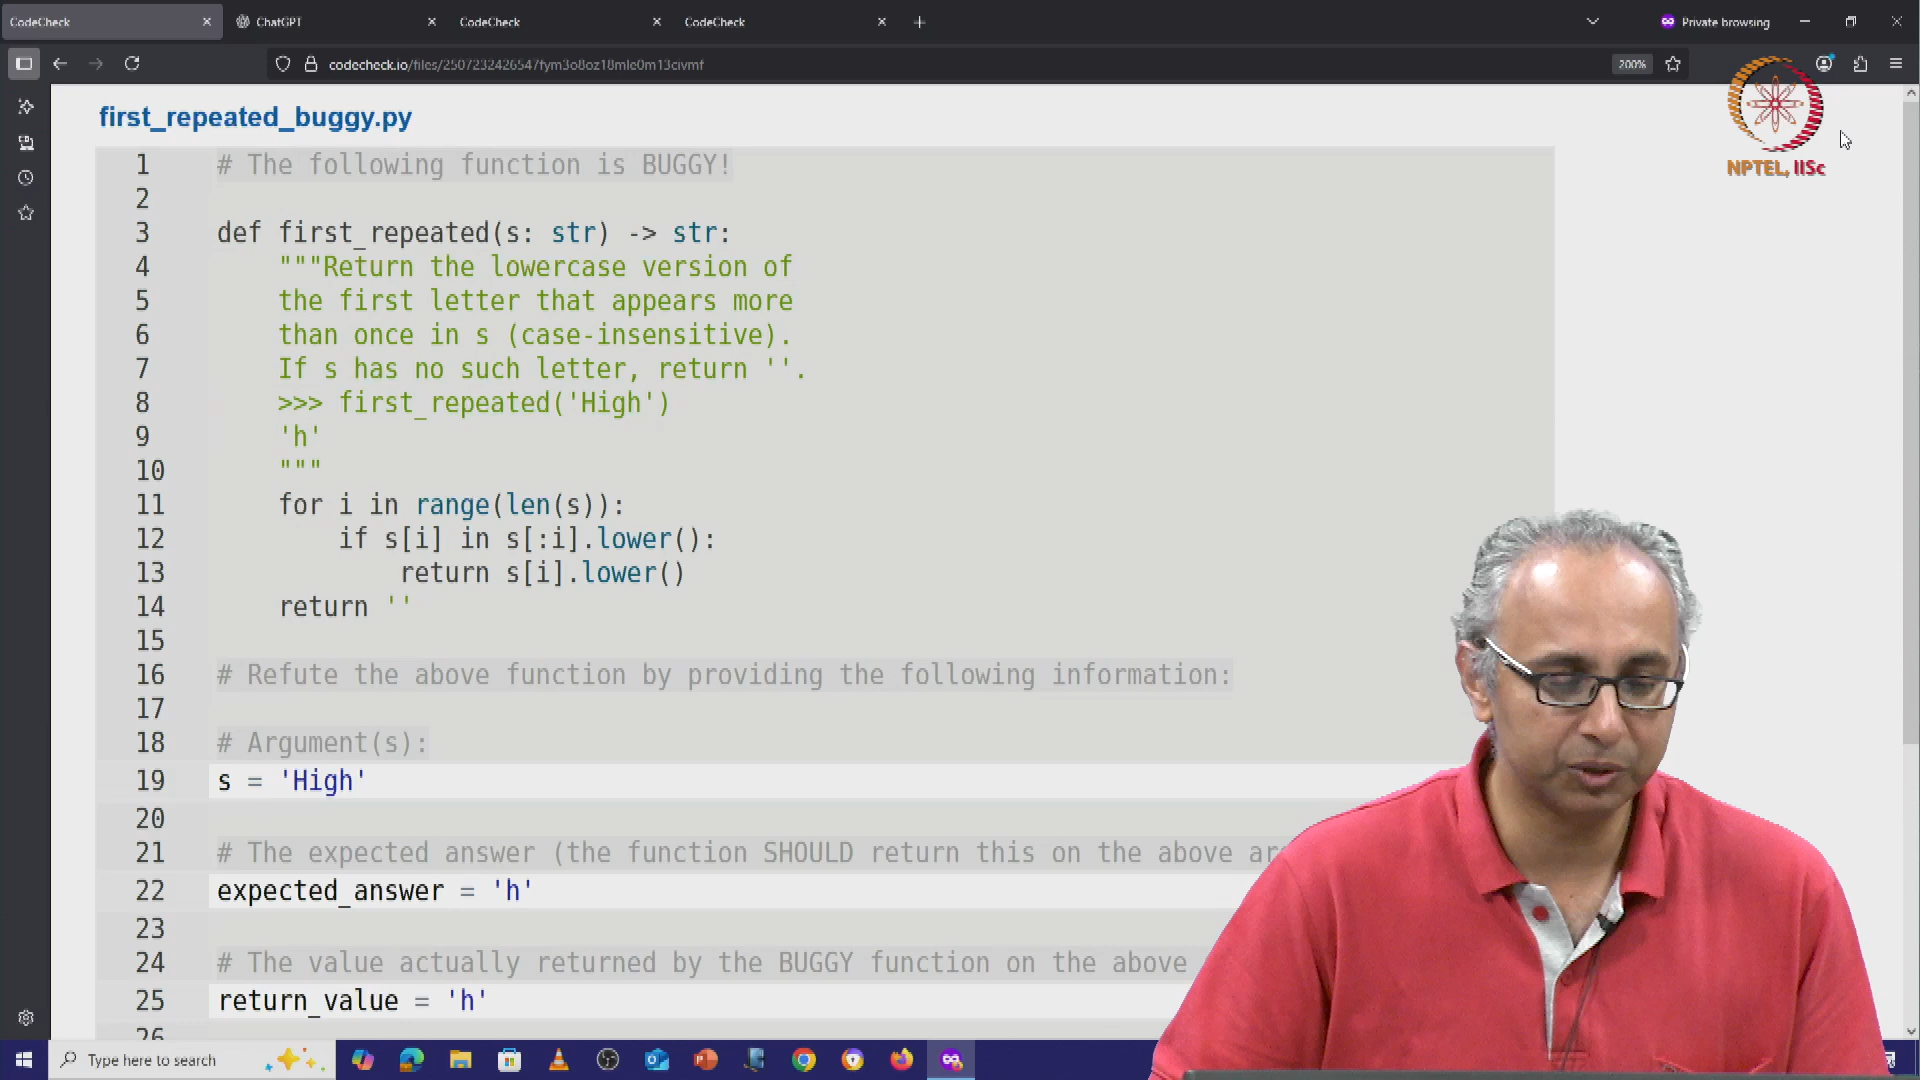 CodeCheck
ChatGPT
CodeCheck
CodeCheck
Private browsing
codecheck.io/files/2507232426547fym3o8oz18mle0m13civmf
200%
NPTEL, IISc
first_repeated_buggy.py
1 # The following function is BUGGY!
2
3 def first_repeated(s: str) -> str:
4 """Return the lowercase version of
5 the first letter that appears more
6 than once in s (case-insensitive).
7 If s has no such letter, return ''.
8 >>> first_repeated('High')
9 'h'
10 """
11 for i in range(len(s)):
12 if s[i] in s[:i].lower():
13 return s[i].lower()
14 return ''
15
16 # Refute the above function by providing the following information:
17
18 # Argument(s):
19 s = 'High'
20
21 # The expected answer (the function SHOULD return this on the above
22 expected_answer = 'h'
23
24 # The value actually returned by the BUGGY function on the above
25 return_value = 'h'
26
Type here to search